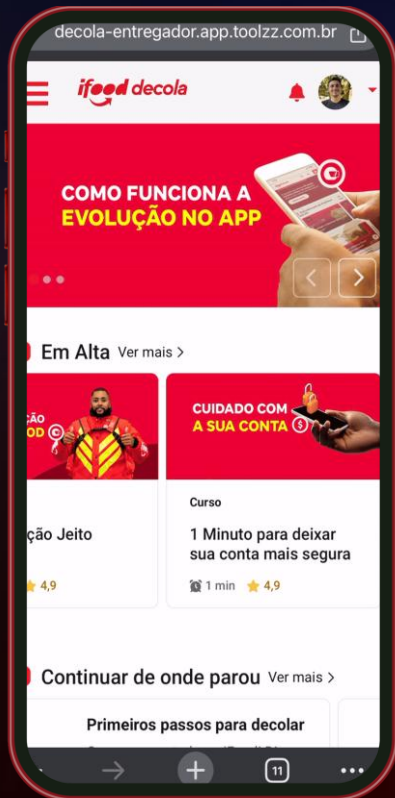 decola-entregador.app.toolzz.com.br
ifood decola
COMO FUNCIONA A
EVOLUÇÃO NO APP
Em Alta Ver mais >
CUIDADO COM
A SUA CONTA
Curso
ção Jeito
1 Minuto para deixar
sua conta mais segura
4,9
1 min 4,9
Continuar de onde parou Ver mais >
Primeiros passos para decolar
11